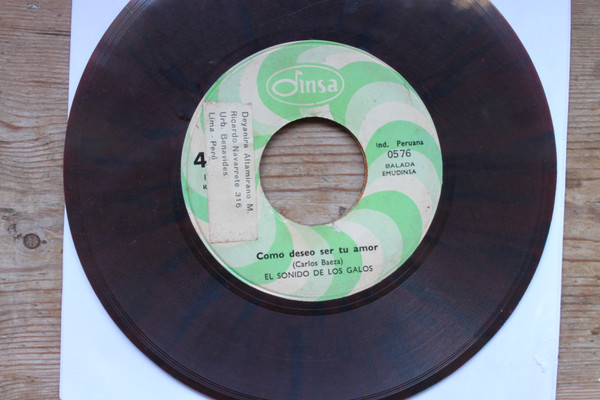 dinsa
Ind. Peruana
0576
BALADA
EMUDINSA
4
Deyanira Altamirano M.
Ricardo Navarrete 316
Urb. Benavides
Lima - Perú
Como deseo ser tu amor
(Carlos Baeza)
EL SONIDO DE LOS GALOS